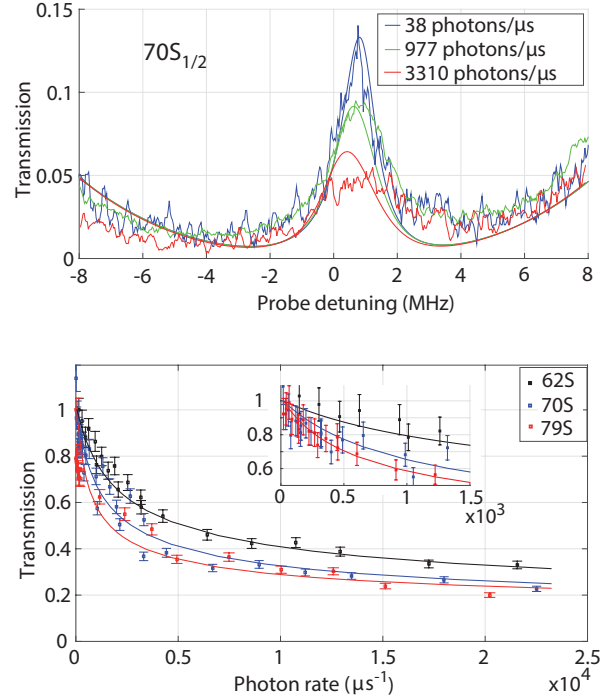 0.15
70S1/2
38 photons/μs
977 photons/μs
3310 photons/μs
0.1
Transmission
0.05
0
-8 -6 -4 -2 0 2 4 6 8
Probe detuning (MHz)
62S
70S
79S
1
0.8
0.6
0.4
0.2
0
Transmission
1
0.8
0.6
0 0.5 1.0 1.5
x10³
0 0.5 1.0 1.5 2.0 2.5
x10⁴
Photon rate (μs⁻¹)